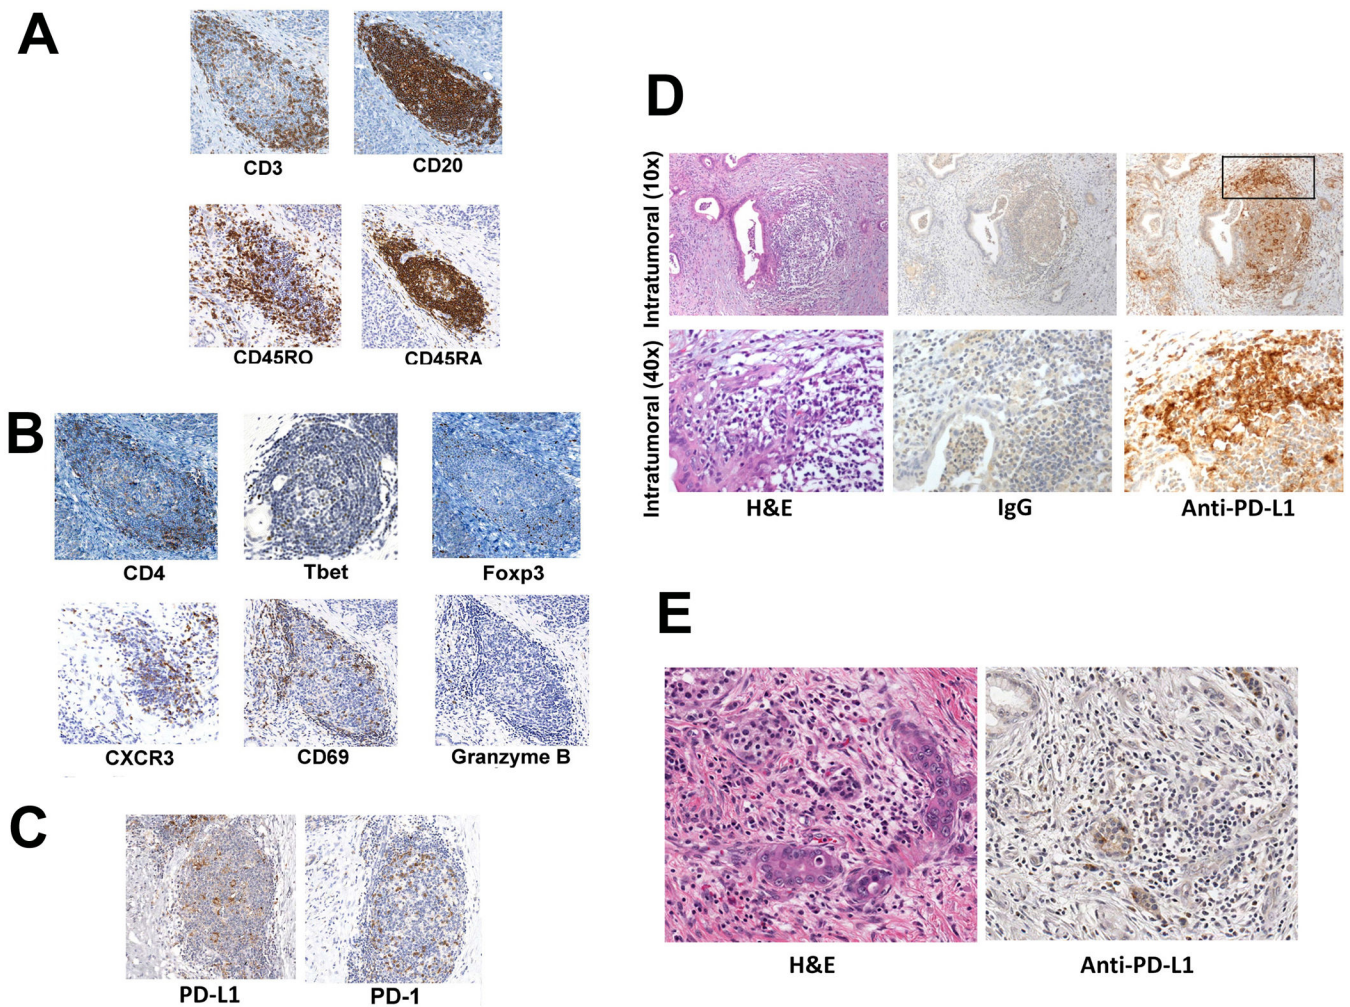 A
CD3
CD20
CD45RO
CD45RA
B
CD4
Tbet
Foxp3
CXCR3
CD69
Granzyme B
C
PD-L1
PD-1
D
Intratumoral (10x)
Intratumoral (40x)
H&E
IgG
Anti-PD-L1
E
H&E
Anti-PD-L1